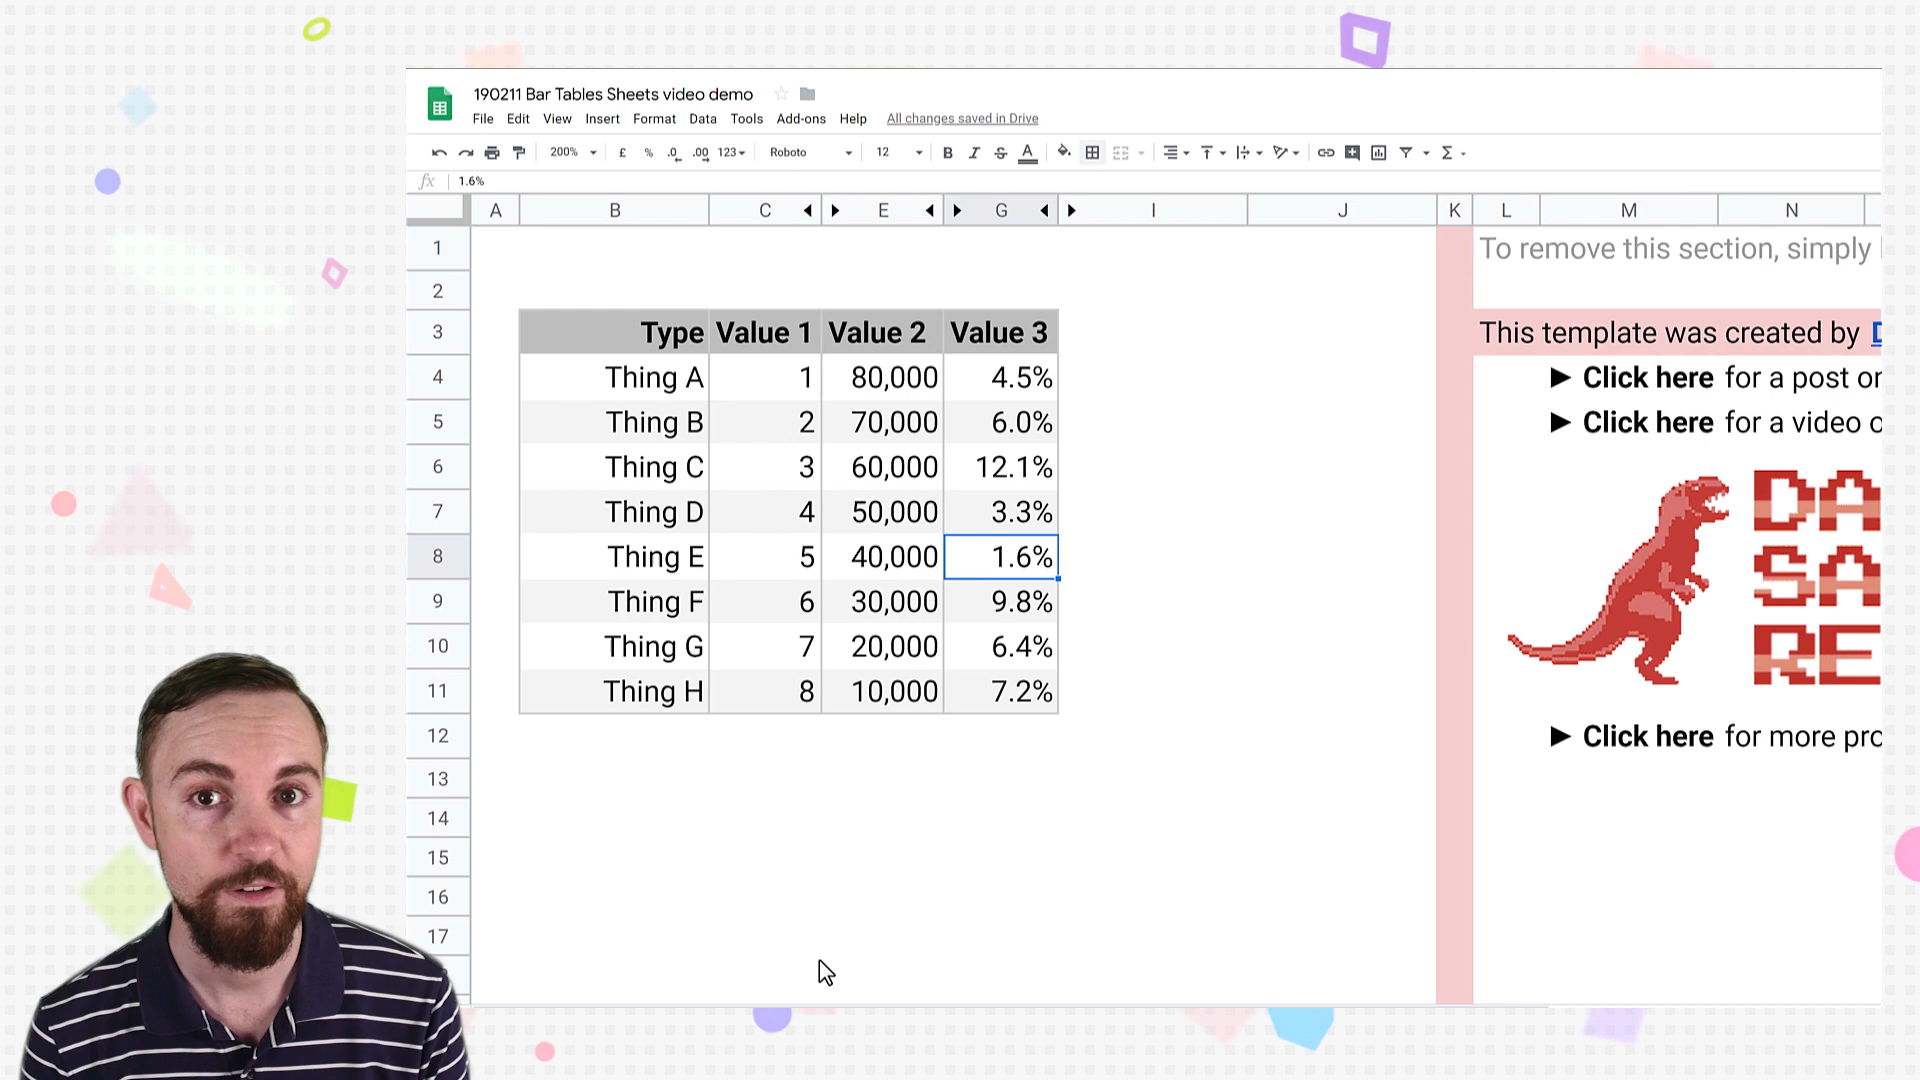 190211 Bar Tables Sheets video demo
File Edit View Insert Format Data Tools Add-ons Help All changes saved in Drive
200% £ % .0 .00 123 Roboto 12 B I S A Σ
fx 1.6%
A B C E G I J K L M N
1 To remove this section, simply
2
3 Type Value 1 Value 2 Value 3 This template was created by
4 Thing A 1 80,000 4.5% ► Click here for a post or
5 Thing B 2 70,000 6.0% ► Click here for a video
6 Thing C 3 60,000 12.1%
7 Thing D 4 50,000 3.3%
8 Thing E 5 40,000 1.6%
9 Thing F 6 30,000 9.8%
10 Thing G 7 20,000 6.4%
11 Thing H 8 10,000 7.2%
DA
SA
RE
12 ► Click here for more pro
13
14
15
16
17